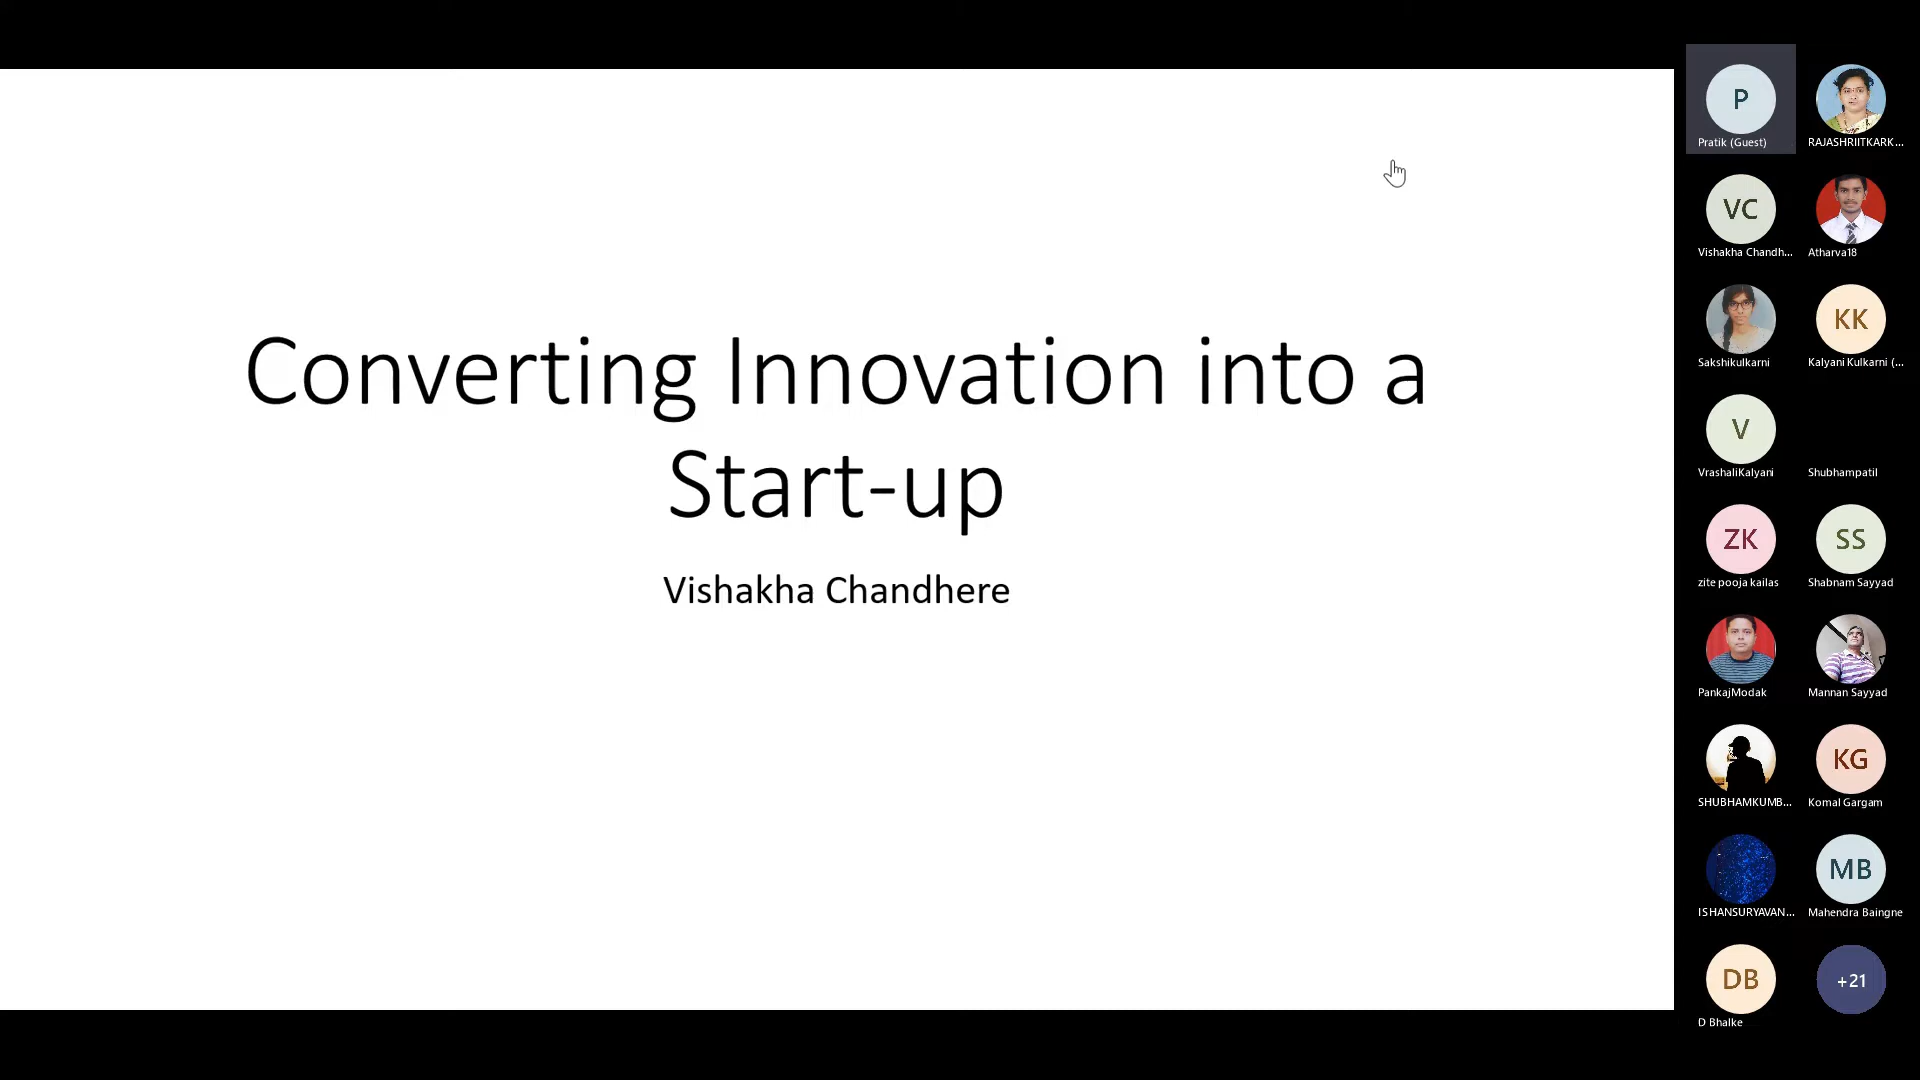 Converting Innovation into a
Start-up
Vishakha Chandhere
P
Pratik (Guest)
RAJASHRIITKARK...
VC
Vishakha Chandh...
Atharva18
Sakshikulkarni
KK
Kalyani Kulkarni (...
V
VrashaliKalyani
Shubhampatil
ZK
zite pooja kailas
SS
Shabnam Sayyad
PankajModak
Mannan Sayyad
SHUBHAMKUMB...
KG
Komal Gargam
ISHANSURYAVAN...
MB
Mahendra Baingne
DB
D Bhalke
+21